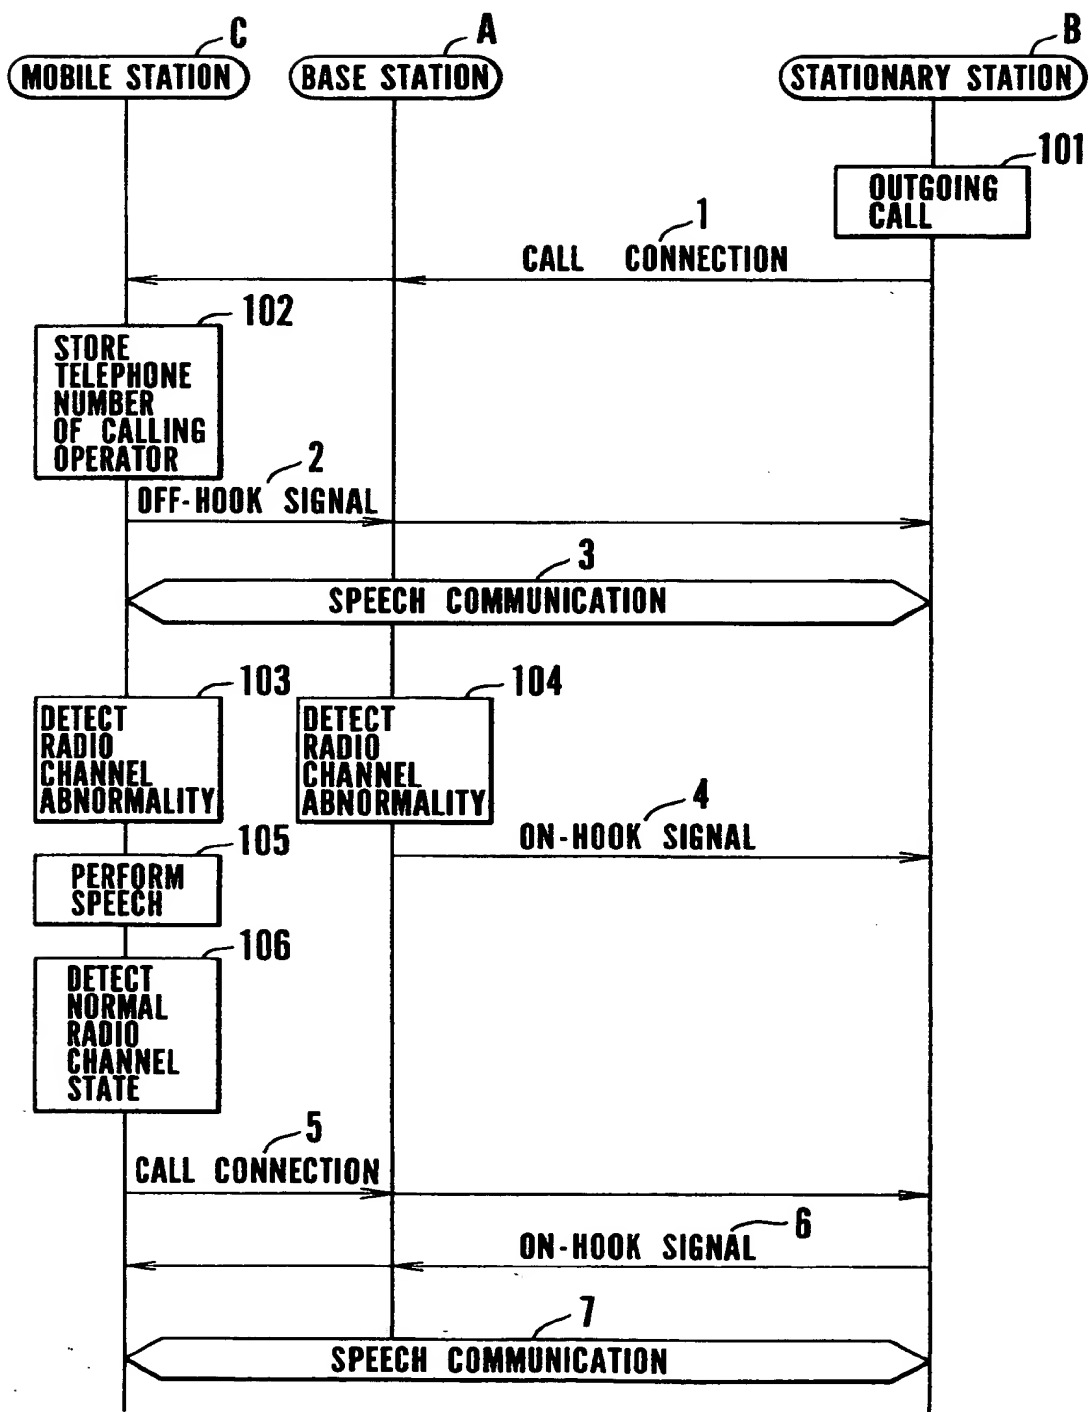 C
A
B
MOBILE STATION
BASE STATION
STATIONARY STATION
101
OUTGOING
CALL
1
CALL CONNECTION
102
STORE
TELEPHONE
NUMBER
OF CALLING
OPERATOR
2
OFF-HOOK SIGNAL
3
SPEECH COMMUNICATION
103
DETECT
RADIO
CHANNEL
ABNORMALITY
104
DETECT
RADIO
CHANNEL
ABNORMALITY
4
ON-HOOK SIGNAL
105
PERFORM
SPEECH
106
DETECT
NORMAL
RADIO
CHANNEL
STATE
5
CALL CONNECTION
6
ON-HOOK SIGNAL
7
SPEECH COMMUNICATION